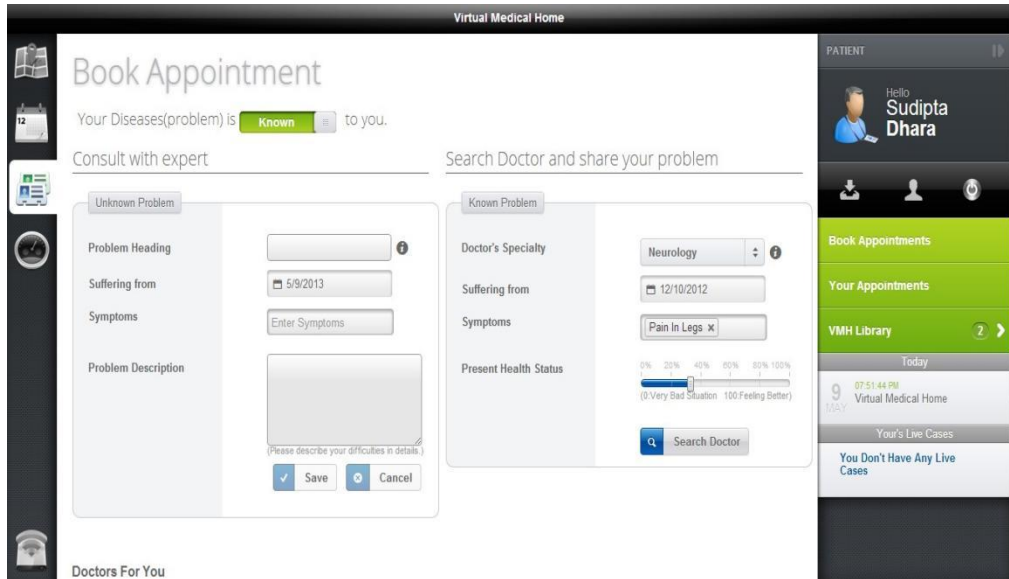 Virtual Medical Home
12
Book Appointment
Your Diseases(problem) is Known to you.
Consult with expert
Unknown Problem
Problem Heading
Suffering from 5/9/2013
Symptoms Enter Symptoms
Problem Description
(Please describe your difficulties in details.)
Save Cancel
Search Doctor and share your problem
Known Problem
Doctor's Specialty Neurology
Suffering from 12/10/2012
Symptoms Pain In Legs x
Present Health Status 0% 20% 40% 60% 80% 100%
(0:Very Bad Situation 100:Feeling Better)
Search Doctor
Doctors For You
PATIENT
Hello
Sudipta
Dhara
Book Appointments
Your Appointments
VMH Library 2
Today
9 07:51:44 PM
MAY Virtual Medical Home
Your's Live Cases
You Don't Have Any Live
Cases